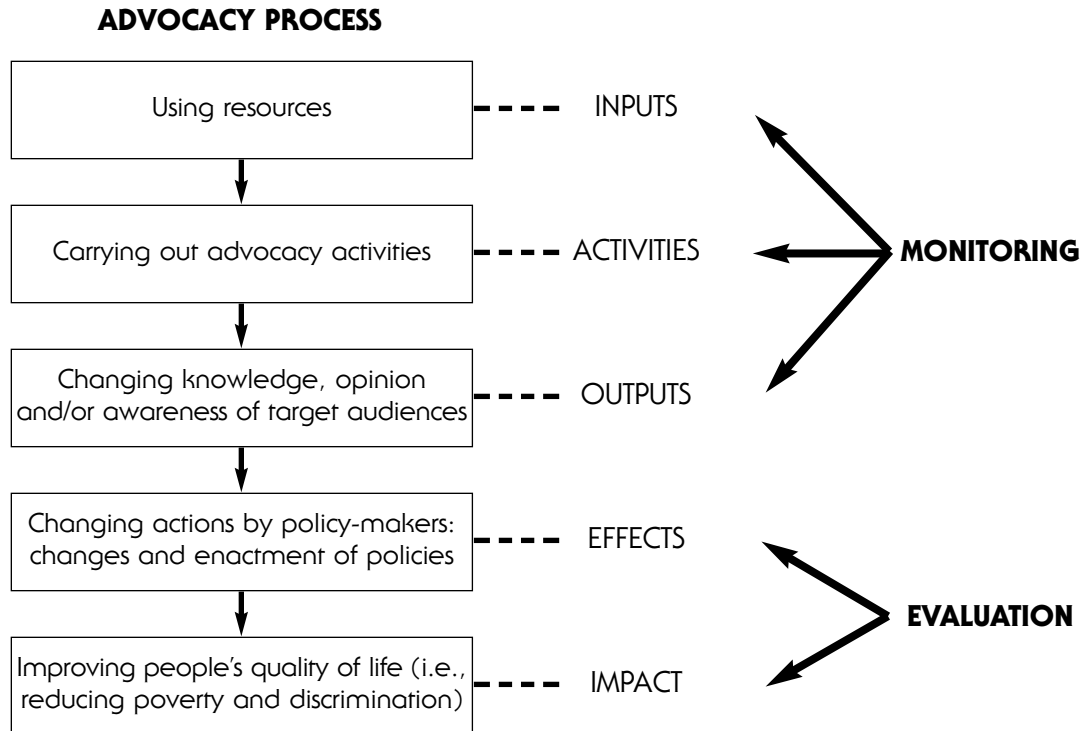 ADVOCACY PROCESS
Using resources
INPUTS
Carrying out advocacy activities
ACTIVITIES
MONITORING
Changing knowledge, opinion
and/or awareness of target audiences
OUTPUTS
Changing actions by policy-makers:
changes and enactment of policies
EFFECTS
EVALUATION
Improving people’s quality of life (i.e.,
reducing poverty and discrimination)
IMPACT